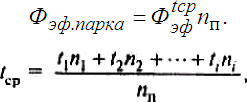 Φэф.парка = Φэф^tср nп.
tср = (t₁n₁ + t₂n₂ + ··· + tᵢnᵢ) / nп,